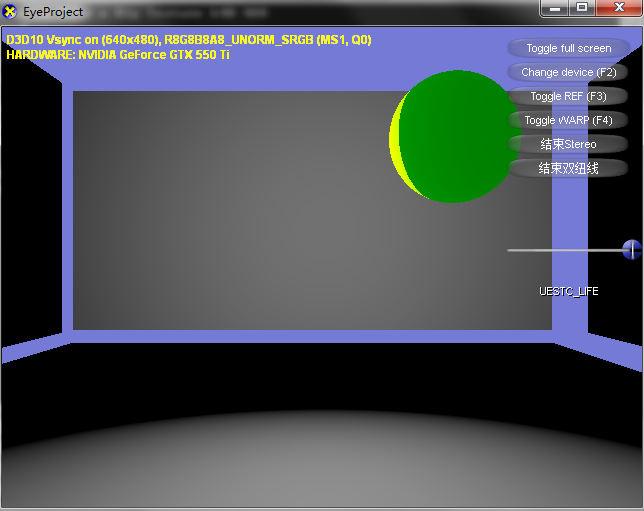 EyeProject
D3D10 Vsync on (640x480), R8G8B8A8_UNORM_SRGB (MS1, Q0)
HARDWARE: NVIDIA GeForce GTX 550 Ti
Toggle full screen
Change device (F2)
Toggle REF (F3)
Toggle WARP (F4)
结束Stereo
结束双纽线
UESTC_LIFE